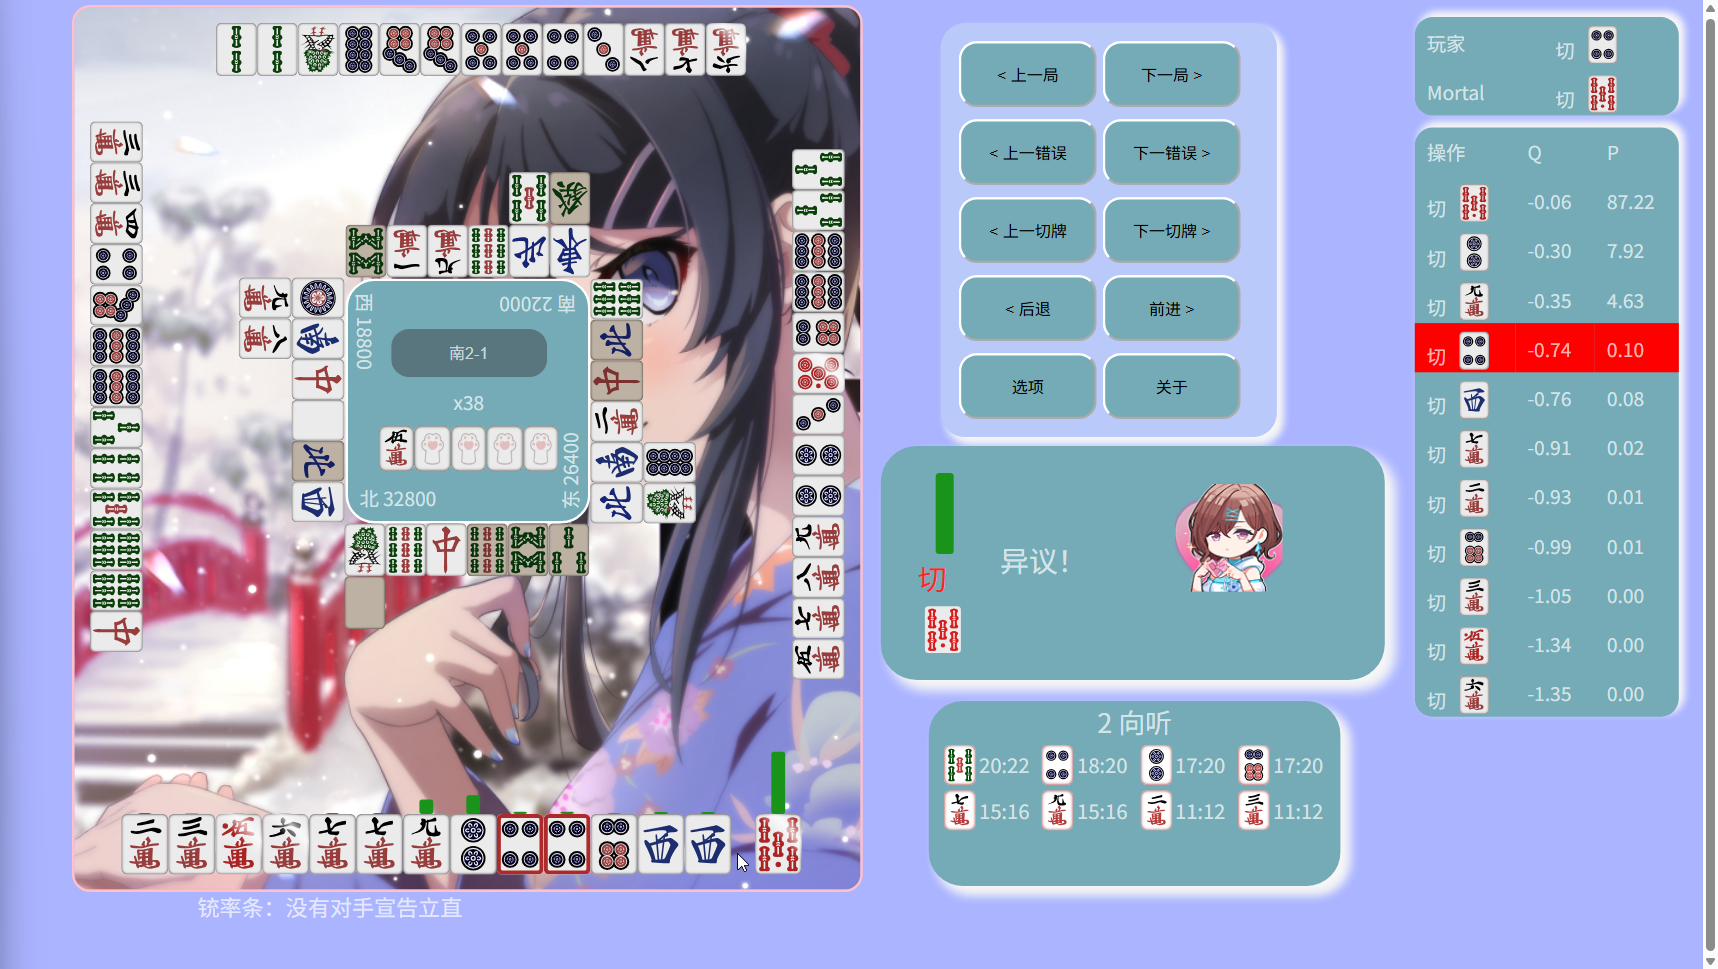 < 上一局
下一局 >
< 上一错误
下一错误 >
< 上一切牌
下一切牌 >
< 后退
前进 >
选项
关于
玩家 切
Mortal 切
操作 Q P
切 -0.06 87.22
切 -0.30 7.92
切 -0.35 4.63
切 -0.74 0.10
切 -0.76 0.08
切 -0.91 0.02
切 -0.93 0.01
切 -0.99 0.01
切 -1.05 0.00
切 -1.34 0.00
切 -1.35 0.00
西 18800
南 22000
南2-1
x38
东 26400
北 32800
切
异议!
2 向听
20:22 18:20 17:20 17:20
15:16 15:16 11:12 11:12
铳率条：没有对手宣告立直